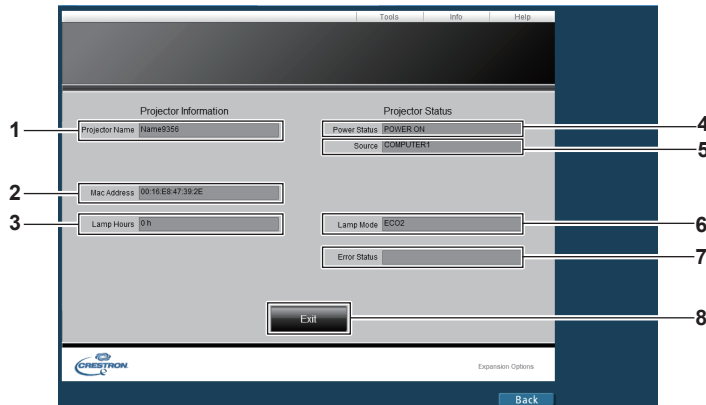 Tools Info Help
Projector Information
Projector Status
1 Projector Name Name9356
Power Status POWER ON 4
Source COMPUTER1 5
2 Mac Address 00:16:E8:47:39:2E
3 Lamp Hours 0 h
Lamp Mode ECO2 6
Error Status 7
Exit 8
CRESTRON
Expansion Options
Back